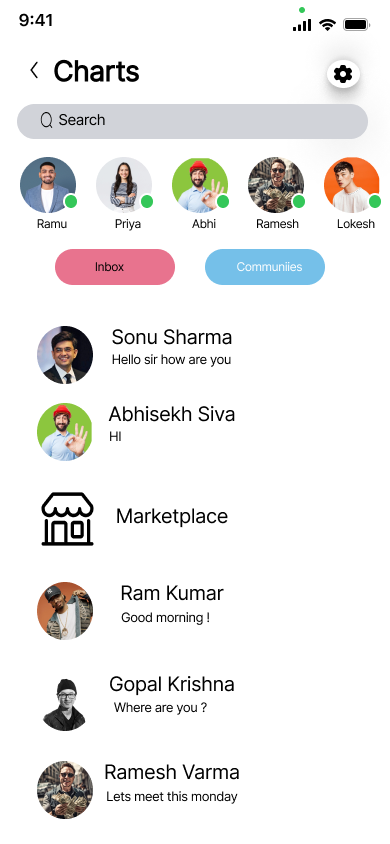 9:41
Charts
Search
Ramu
Priya
Abhi
Ramesh
Lokesh
Inbox
Communiies
Sonu Sharma
Hello sir how are you
Abhisekh Siva
HI
Marketplace
Ram Kumar
Good morning !
Gopal Krishna
Where are you ?
Ramesh Varma
Lets meet this monday